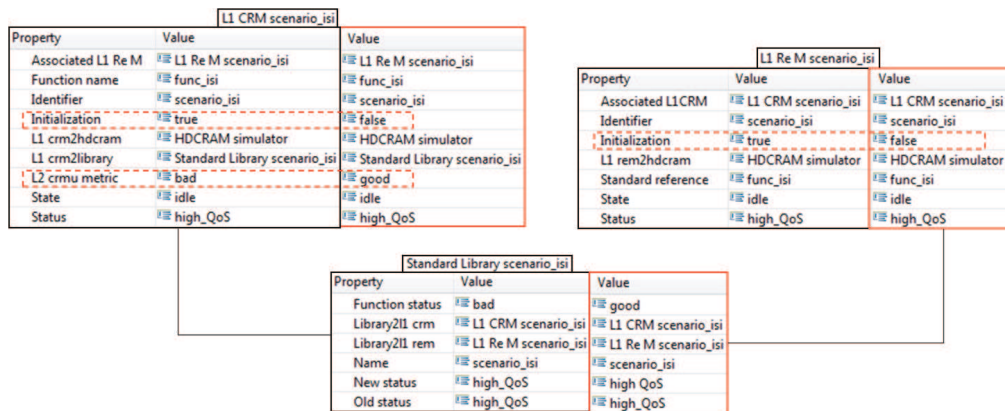 L1 CRM scenario_isi
Property Value Value
Associated L1 Re M L1 Re M scenario_isi L1 Re M scenario_isi
Function name func_isi func_isi
Identifier scenario_isi scenario_isi
Initialization true false
L1 crm2hdcram HDCRAM simulator HDCRAM simulator
L1 crm2library Standard Library scenario_isi Standard Library scenario_isi
L2 crmu metric bad good
State idle idle
Status high_QoS high_QoS
L1 Re M scenario_isi
Property Value Value
Associated L1CRM L1 CRM scenario_isi L1 CRM scenario_isi
Identifier scenario_isi scenario_isi
Initialization true false
L1 rem2hdcram HDCRAM simulator HDCRAM simulator
Standard reference func_isi func_isi
State idle idle
Status high_QoS high_QoS
Standard Library scenario_isi
Property Value Value
Function status bad good
Library2l1 crm L1 CRM scenario_isi L1 CRM scenario_isi
Library2l1 rem L1 Re M scenario_isi L1 Re M scenario_isi
Name scenario_isi scenario_isi
New status high_QoS high QoS
Old status high_QoS high_QoS